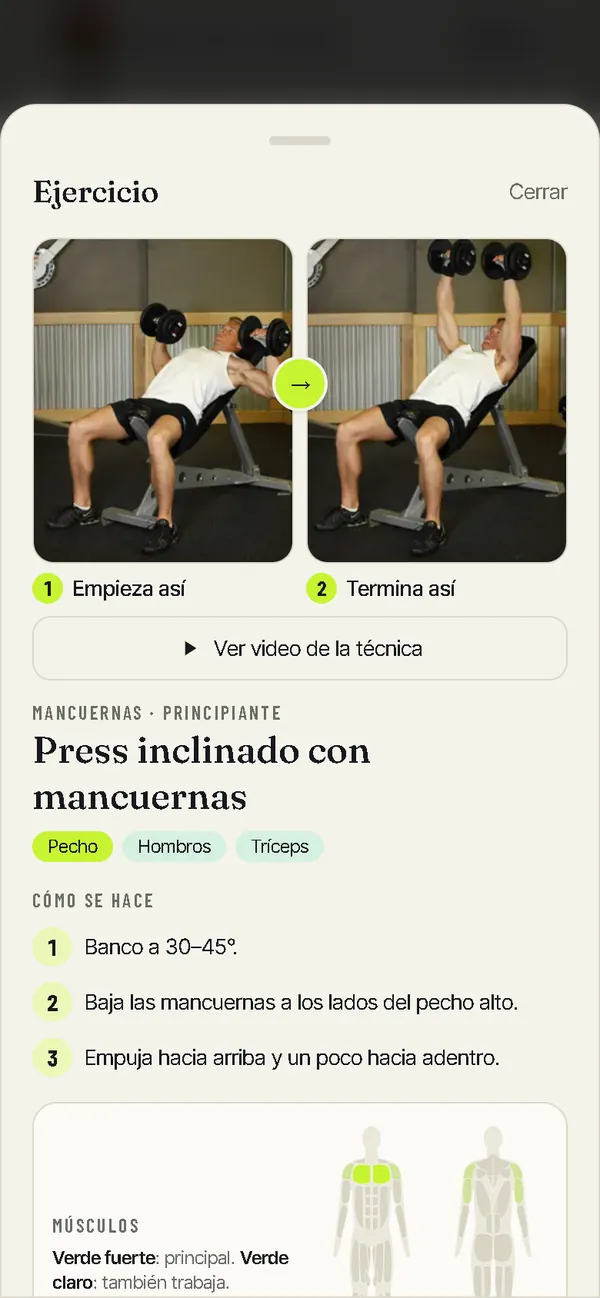 Ejercicio
Cerrar
→
1 Empieza así
2 Termina así
▶ Ver video de la técnica
MANCUERNAS · PRINCIPIANTE
Press inclinado con
mancuernas
Pecho Hombros Tríceps
CÓMO SE HACE
1 Banco a 30–45°.
2 Baja las mancuernas a los lados del pecho alto.
3 Empuja hacia arriba y un poco hacia adentro.
MÚSCULOS
Verde fuerte: principal. Verde
claro: también trabaja.